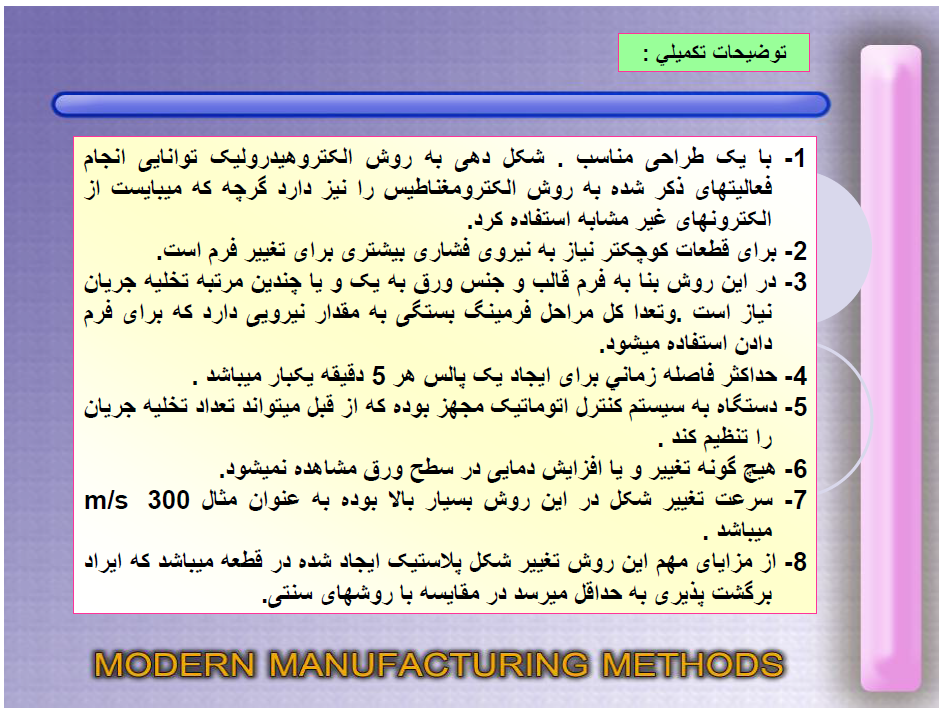 توضيحات تكميلي :
1- با یک طراحی مناسب . شکل دهی به روش الکتروهیدرولیک توانایی انجام
فعالیتهای ذکر شده به روش الکترومغناطیس را نیز دارد گرچه که میبایست از
الکترونهای غیر مشابه استفاده کرد.
2- برای قطعات کوچکتر نیاز به نیروی فشاری بیشتری برای تغییر فرم است.
3- در این روش بنا به فرم قالب و جنس ورق به یک و یا چندین مرتبه تخلیه جریان
نیاز است .وتعدا کل مراحل فرمینگ بستگی به مقدار نیرویی دارد که برای فرم
دادن استفاده میشود.
4- حداکثر فاصله زماني برای ایجاد یک پالس هر 5 دقیقه یکبار میباشد .
5- دستگاه به سیستم کنترل اتوماتیک مجهز بوده که از قبل میتواند تعداد تخلیه جریان
را تنظیم کند .
6- هیچ گونه تغییر و یا افزایش دمایی در سطح ورق مشاهده نمیشود.
7- سرعت تغییر شکل در این روش بسیار بالا بوده به عنوان مثال 300 m/s
میباشد .
8- از مزایای مهم این روش تغییر شکل پلاستیک ایجاد شده در قطعه میباشد که ایراد
برگشت پذیری به حداقل میرسد در مقایسه با روشهای سنتی.
MODERN MANUFACTURING METHODS